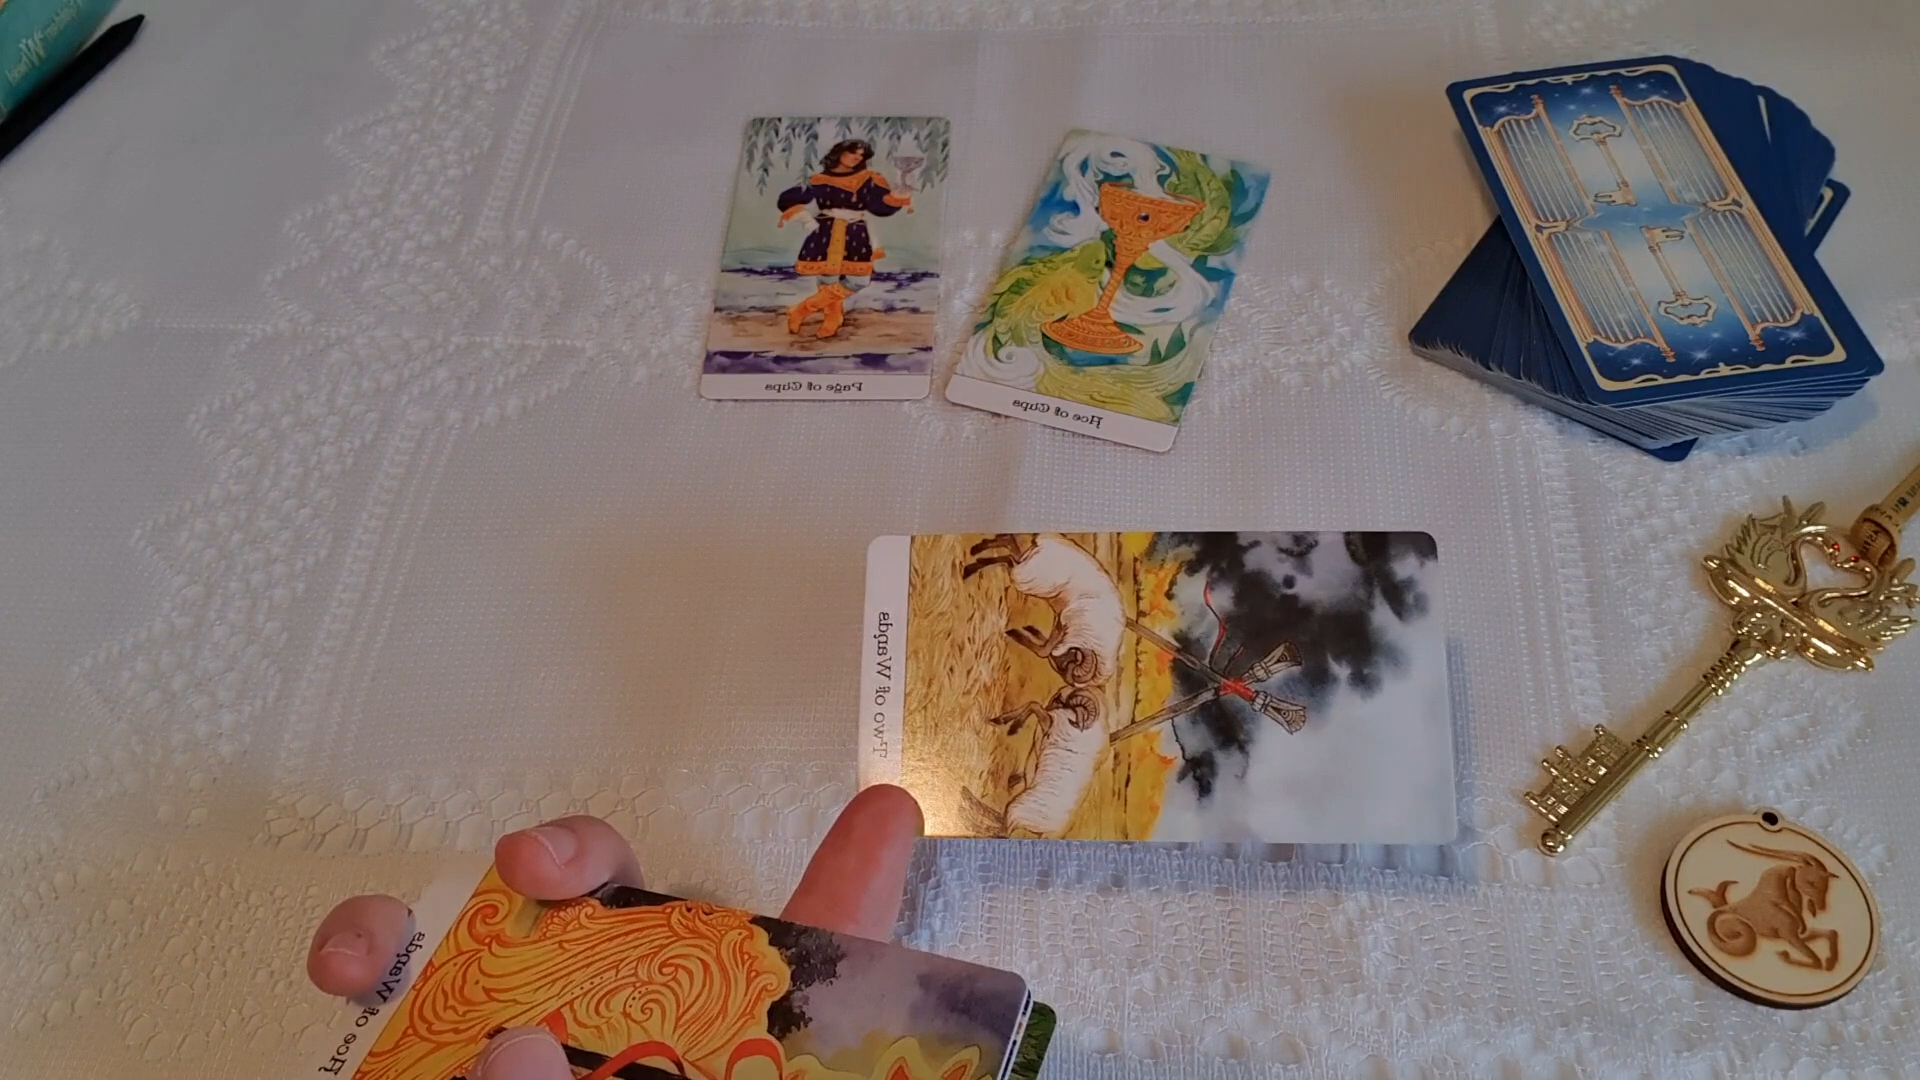 Page of Cups
Ace of Cups
Two of Wands
Ace of Wands